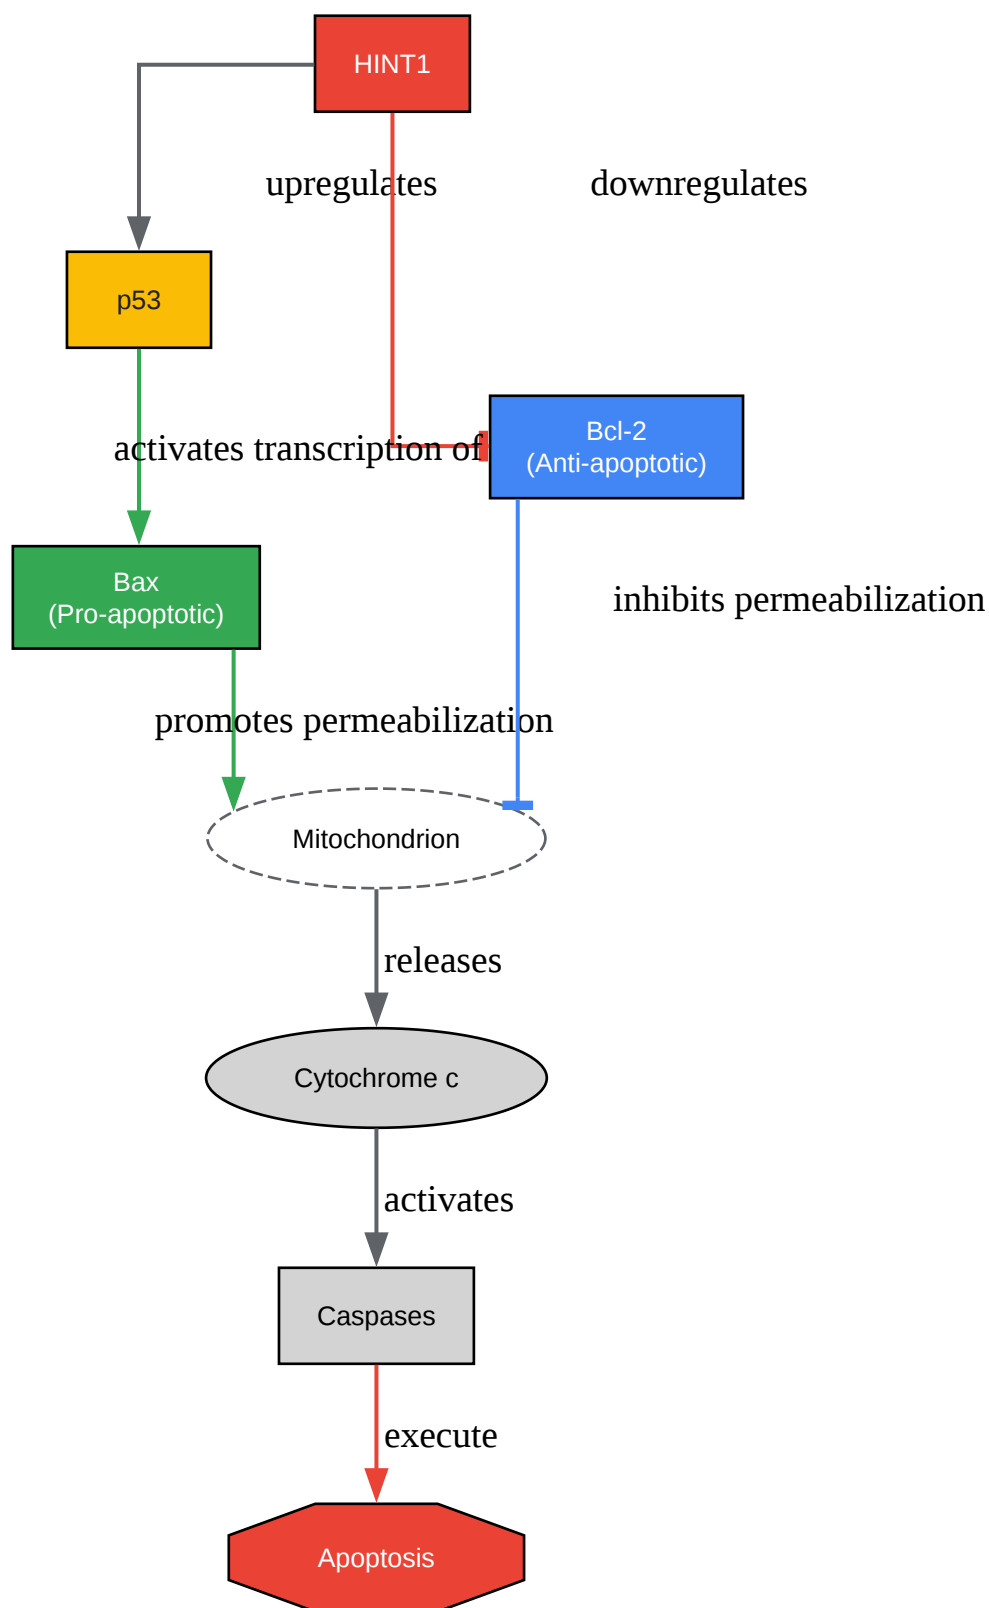 HINT1
upregulates
downregulates
p53
Bcl-2
(Anti-apoptotic)
activates transcription of
Bax
(Pro-apoptotic)
inhibits permeabilization
promotes permeabilization
Mitochondrion
releases
Cytochrome c
activates
Caspases
execute
Apoptosis